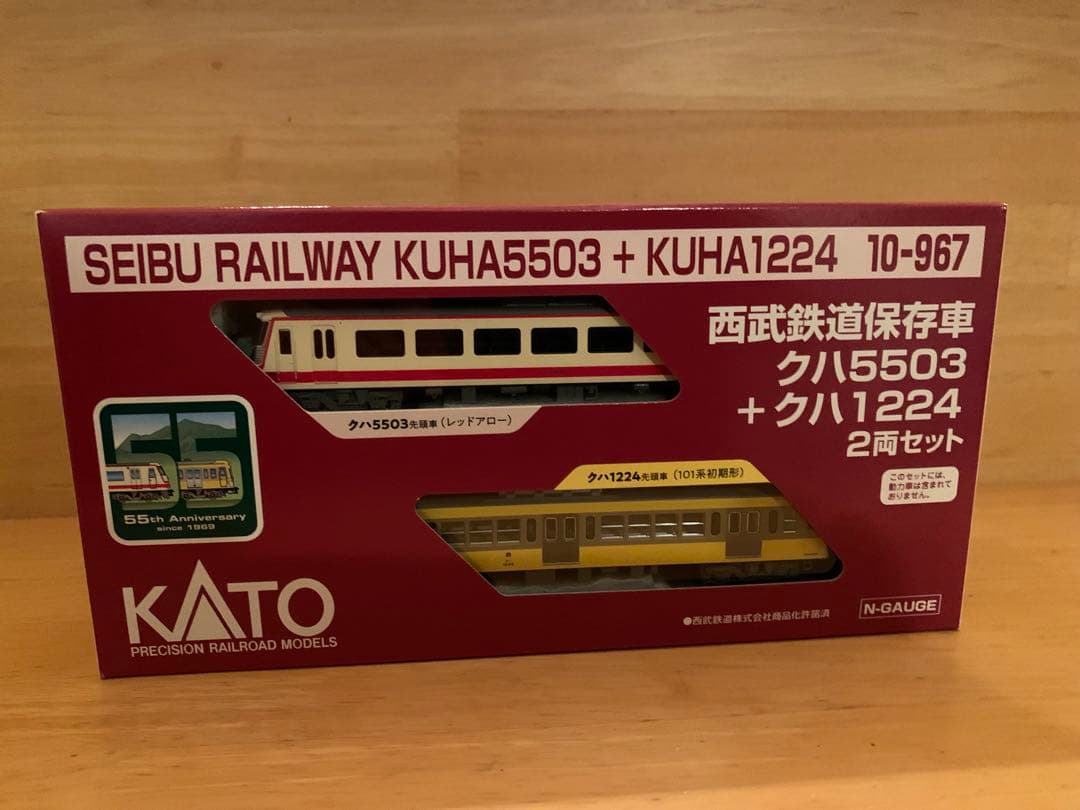 SEIBU RAILWAY KUHA5503 + KUHA1224 10-967
西武鉄道保存車
クハ5503
+クハ1224
2両セット
クハ5503先頭車(レッドアロー)
クハ1224先頭車(101系初期形)
このセットには、
動力車は含まれて
おりません。
55
55th Anniversary
since 1969
KATO
PRECISION RAILROAD MODELS
●西武鉄道株式会社商品化許諾済
N-GAUGE